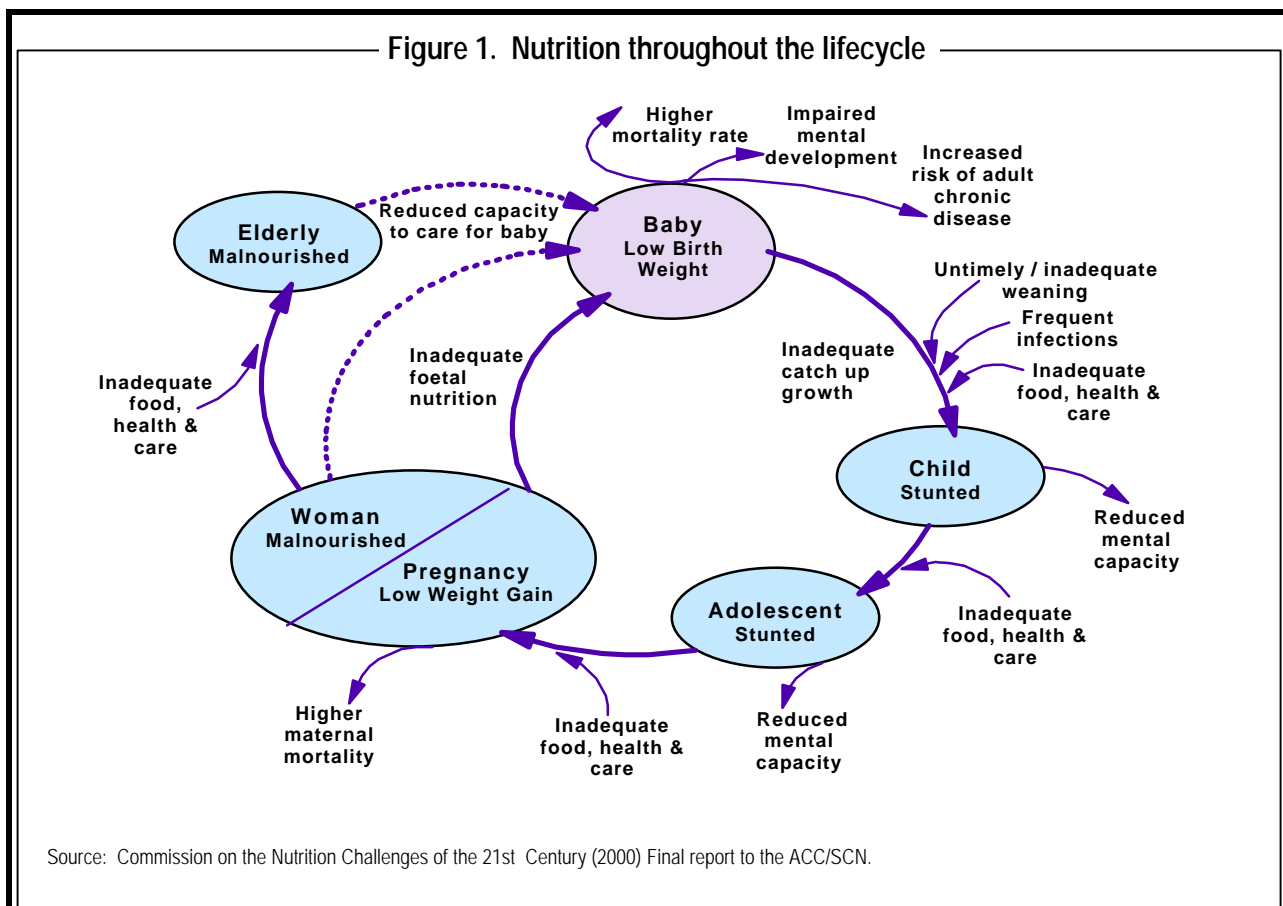 Figure 1. Nutrition throughout the lifecycle
Higher
mortality rate
Impaired
mental
development
Increased
risk of adult
chronic
disease
Elderly
Malnourished
Reduced capacity
to care for baby
Baby
Low Birth
Weight
Untimely / inadequate
weaning
Frequent
infections
Inadequate
food, health &
care
Inadequate
catch up
growth
Inadequate
foetal
nutrition
Inadequate
food,
health &
care
Child
Stunted
Reduced
mental
capacity
Woman
Malnourished
Pregnancy
Low Weight Gain
Adolescent
Stunted
Inadequate
food, health &
care
Higher
maternal
mortality
Inadequate
food, health &
care
Reduced
mental
capacity
Source: Commission on the Nutrition Challenges of the 21st Century (2000) Final report to the ACC/SCN.